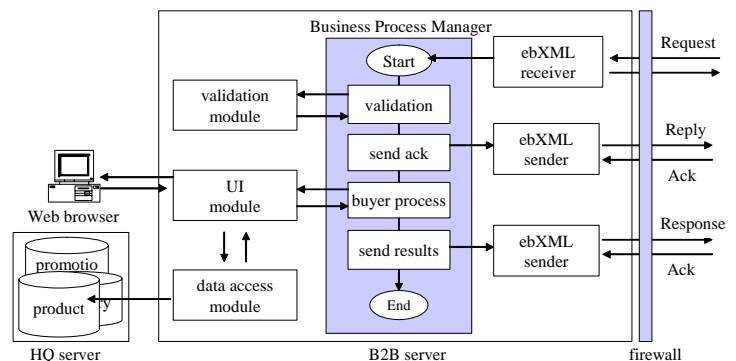 Business Process Manager
Start
ebXML
receiver
Request
validation
module
validation
send ack
ebXML
sender
Reply
Ack
Web browser
UI
module
buyer process
send results
ebXML
sender
Response
Ack
promotio
product
data access
module
End
HQ server
B2B server
firewall